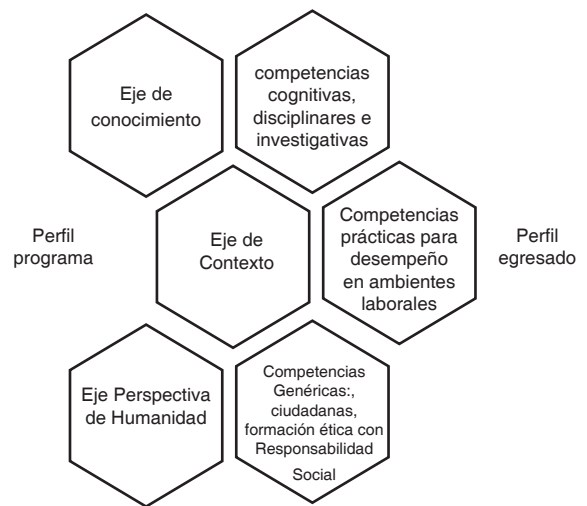 Eje de
conocimiento
competencias
cognitivas,
disciplinares e
investigativas
Perfil
programa
Eje de
Contexto
Competencias
prácticas para
desempeño
en ambientes
laborales
Perfil
egresado
Eje Perspectiva
de Humanidad
Competencias
Genéricas:,
ciudadanas,
formación ética con
Responsabilidad
Social